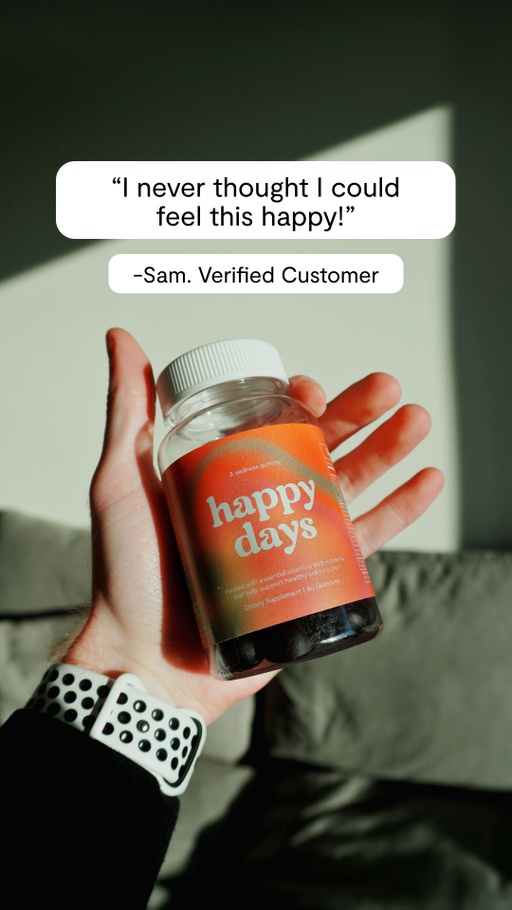 “I never thought I could
feel this happy!”
-Sam. Verified Customer
A wellness gummy
happy
days
Packed with essential vitamins and nutrients
that help support healthy cell function*
Dietary Supplement | 60 Gummies